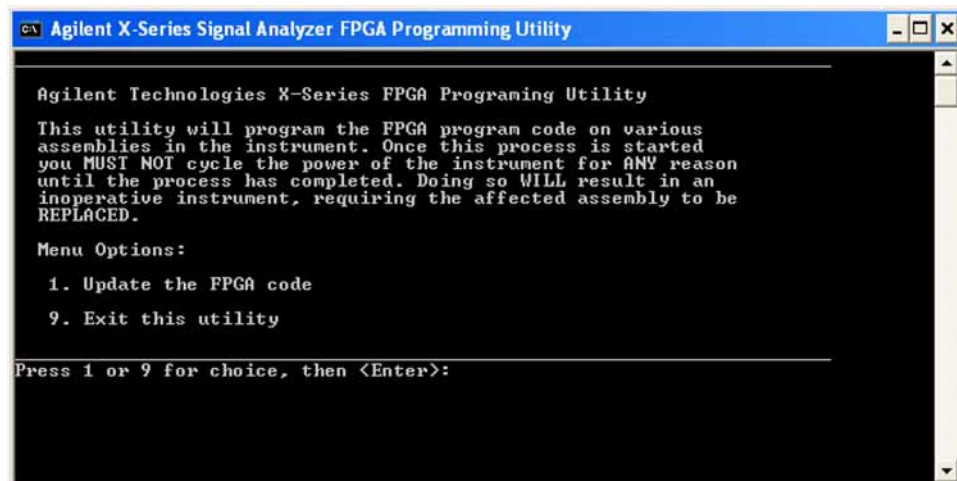 Agilent X-Series Signal Analyzer FPGA Programming Utility
Agilent Technologies X-Series FPGA Programing Utility
This utility will program the FPGA program code on various
assemblies in the instrument. Once this process is started
you MUST NOT cycle the power of the instrument for ANY reason
until the process has completed. Doing so WILL result in an
inoperative instrument, requiring the affected assembly to be
REPLACED.
Menu Options:
1. Update the FPGA code
9. Exit this utility
Press 1 or 9 for choice, then <Enter>: